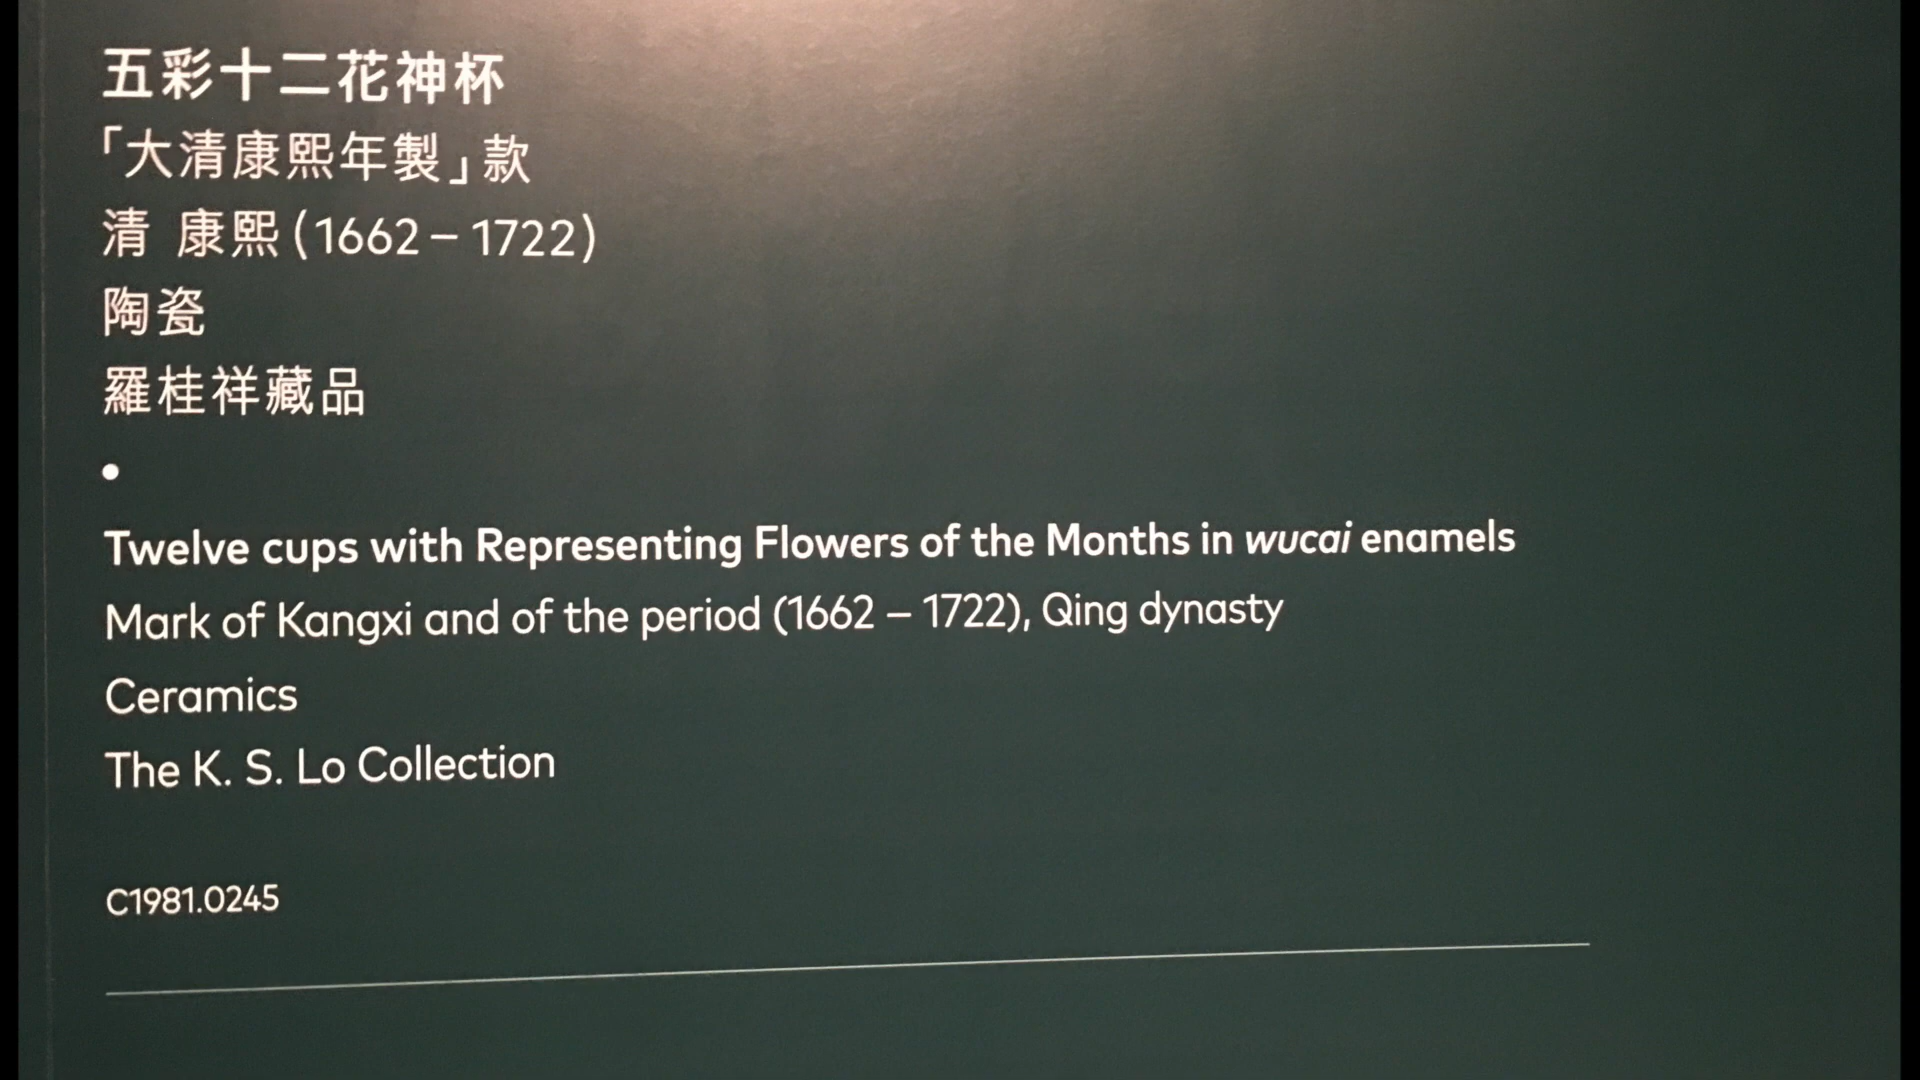 五彩十二花神杯
「大清康熙年製」款
清 康熙(1662–1722)
陶瓷
羅桂祥藏品
•
Twelve cups with Representing Flowers of the Months in wucai enamels
Mark of Kangxi and of the period (1662 – 1722), Qing dynasty
Ceramics
The K. S. Lo Collection
C1981.0245